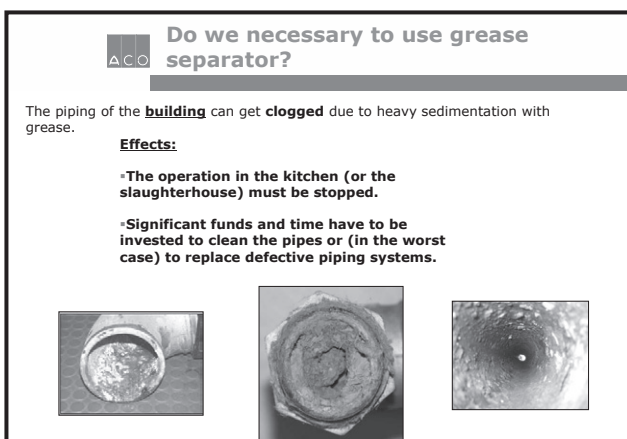 Do we necessary to use grease
ACO separator?
The piping of the building can get clogged due to heavy sedimentation with
grease.
Effects:
▪The operation in the kitchen (or the
slaughterhouse) must be stopped.
▪Significant funds and time have to be
invested to clean the pipes or (in the worst
case) to replace defective piping systems.